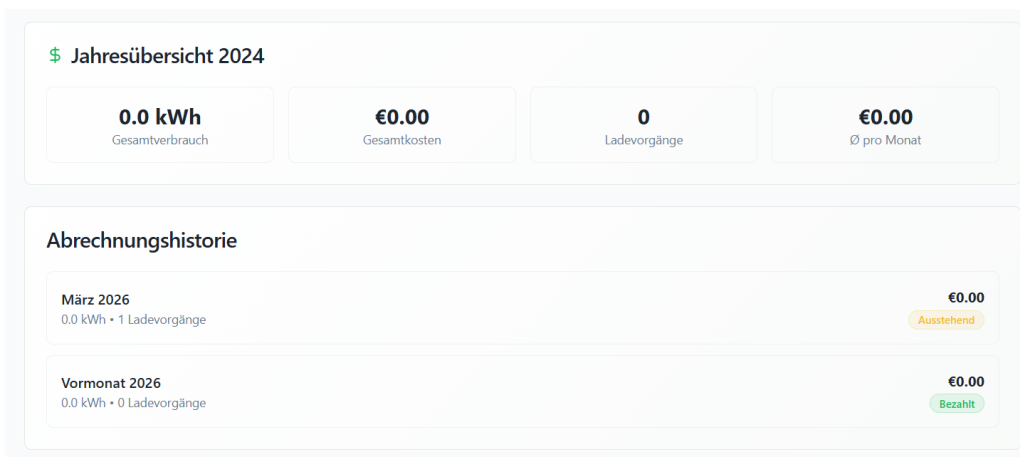 $ Jahresübersicht 2024
0.0 kWh
Gesamtverbrauch
€0.00
Gesamtkosten
0
Ladevorgänge
€0.00
Ø pro Monat
Abrechnungshistorie
März 2026
0.0 kWh • 1 Ladevorgänge
€0.00
Ausstehend
Vormonat 2026
0.0 kWh • 0 Ladevorgänge
€0.00
Bezahlt